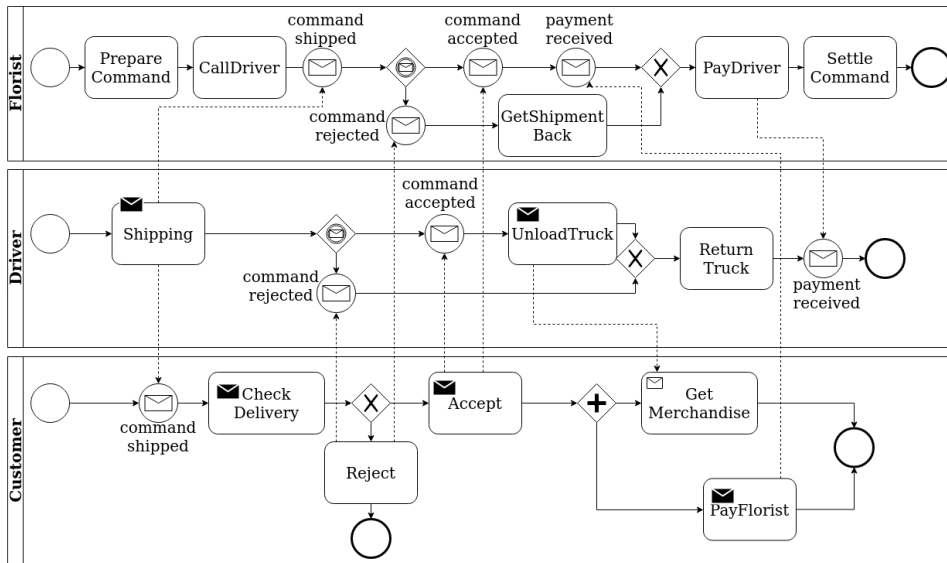 Florist
Prepare
Command
CallDriver
command
shipped
command
rejected
command
accepted
payment
received
GetShipment
Back
PayDriver
Settle
Command
Driver
Shipping
command
rejected
command
accepted
UnloadTruck
Return
Truck
payment
received
Customer
command
shipped
Check
Delivery
Reject
Accept
Get
Merchandise
PayFlorist